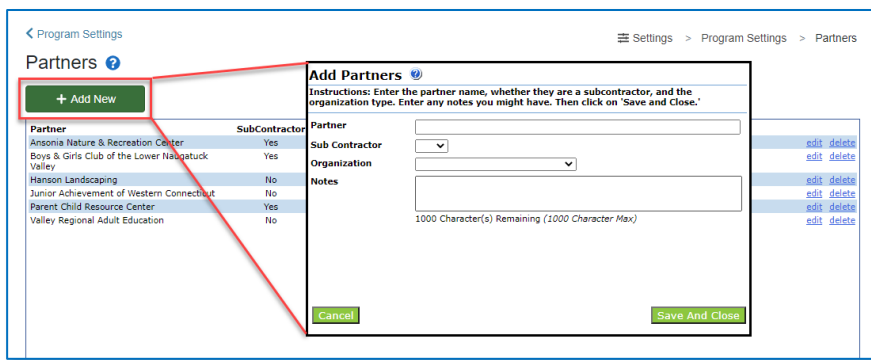 Program Settings
Settings > Program Settings > Partners
Partners ?
+ Add New
Partner SubContractor
Ansonia Nature & Recreation Center Yes edit delete
Boys & Girls Club of the Lower Naugatuck Yes edit delete
Valley
Hanson Landscaping No edit delete
Junior Achievement of Western Connecticut No edit delete
Parent Child Resource Center Yes edit delete
Valley Regional Adult Education No edit delete
Add Partners ?
Instructions: Enter the partner name, whether they are a subcontractor, and the
organization type. Enter any notes you might have. Then click on 'Save and Close.'
Partner
Sub Contractor
Organization
Notes
1000 Character(s) Remaining (1000 Character Max)
Cancel Save And Close